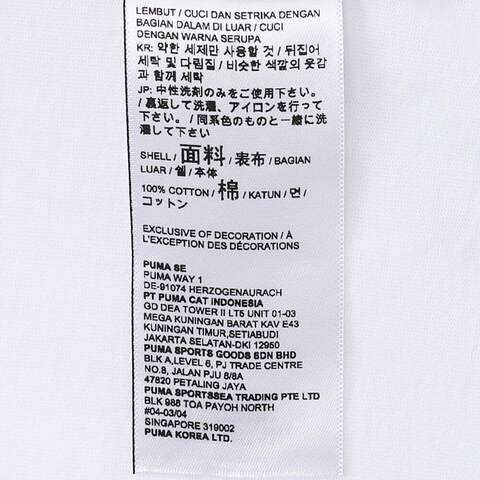 LEMBUT / CUCI DAN SETRIKA DENGAN
BAGIAN DALAM DI LUAR / CUCI
DENGAN WARNA SERUPA
KR: 약한 세제만 사용할 것 / 뒤집어
세탁 및 다림질 / 비슷한 색깔의 옷감
과 함께 세탁
JP: 中性洗剤のみをご使用下さい。
/ 裏返して洗濯、アイロンを行って
下さい。/ 同系色のものと一緒に洗
濯して下さい
SHELL / 面料 / 表布 / BAGIAN
LUAR / 쉘 / 本体
100% COTTON / 棉 / KATUN / 면 /
コットン
EXCLUSIVE OF DECORATION / À
L'EXCEPTION DES DÉCORATIONS
PUMA SE
PUMA WAY 1
DE-91074 HERZOGENAURACH
PT PUMA CAT INDONESIA
GD DEA TOWER II LT5 UNIT 01-03
MEGA KUNINGAN BARAT KAV E43
KUNINGAN TIMUR,SETIABUDI
JAKARTA SELATAN-DKI 12950
PUMA SPORTS GOODS SDN BHD
BLK A,LEVEL 6, PJ TRADE CENTRE
NO.8, JALAN PJU 8/8A
47820 PETALING JAYA
PUMA SPORTSSEA TRADING PTE LTD
BLK 988 TOA PAYOH NORTH
#04-03/04
SINGAPORE 319002
PUMA KOREA LTD.